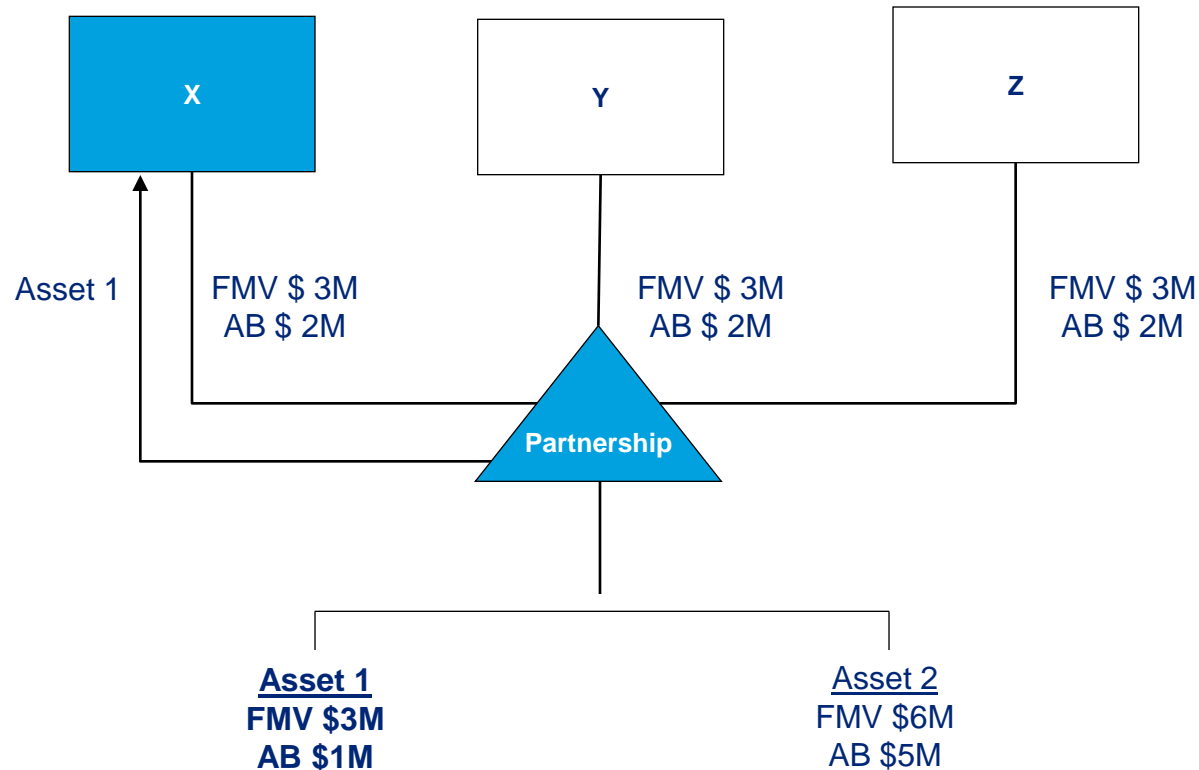 X
Y
Z
Asset 1
FMV $ 3M
AB $ 2M
FMV $ 3M
AB $ 2M
FMV $ 3M
AB $ 2M
Partnership
Asset 1
FMV $3M
AB $1M
Asset 2
FMV $6M
AB $5M